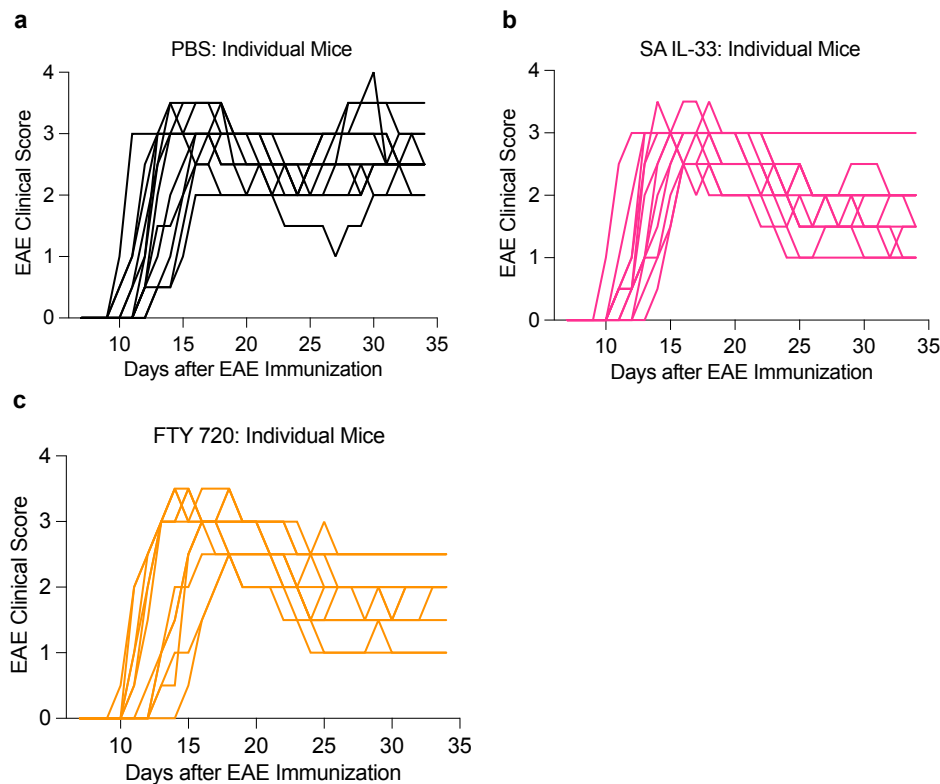 a
PBS: Individual Mice
4
3
2
1
0
10 15 20 25 30 35
EAE Clinical Score
Days after EAE Immunization
b
SA IL-33: Individual Mice
4
3
2
1
0
10 15 20 25 30 35
EAE Clinical Score
Days after EAE Immunization
c
FTY 720: Individual Mice
4
3
2
1
0
10 15 20 25 30 35
EAE Clinical Score
Days after EAE Immunization